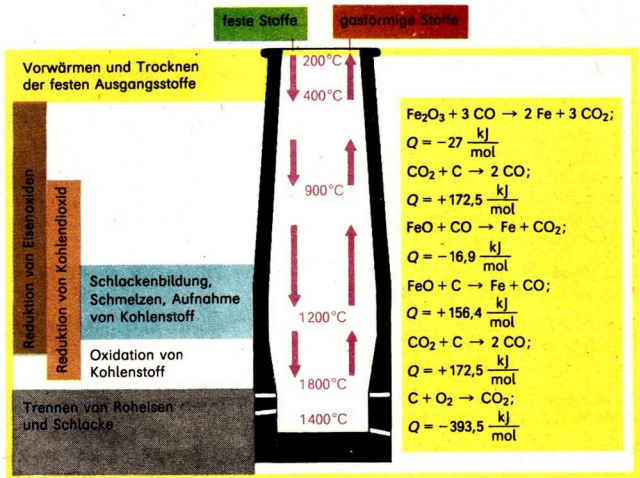 feste Stoffe
gastörmige Stoffe
Vorwärmen und Trocknen
der festen Ausgangsstoffe
Reduktion von Eisenoxiden
Reduktion von Kohlendioxid
Schlackenbildung,
Schmelzen, Aufnahme
von Kohlenstoff
Oxidation von
Kohlenstoff
Trennen von Roheisen
und Schlacke
200°C
400°C
900°C
1200°C
1800°C
1400°C
Fe₂O₃ + 3 CO → 2 Fe + 3 CO₂;
Q = −27 kJ/mol
CO₂ + C → 2 CO;
Q = +172,5 kJ/mol
FeO + CO → Fe + CO₂;
Q = −16,9 kJ/mol
FeO + C → Fe + CO;
Q = +156,4 kJ/mol
CO₂ + C → 2 CO;
Q = +172,5 kJ/mol
C + O₂ → CO₂;
Q = −393,5 kJ/mol